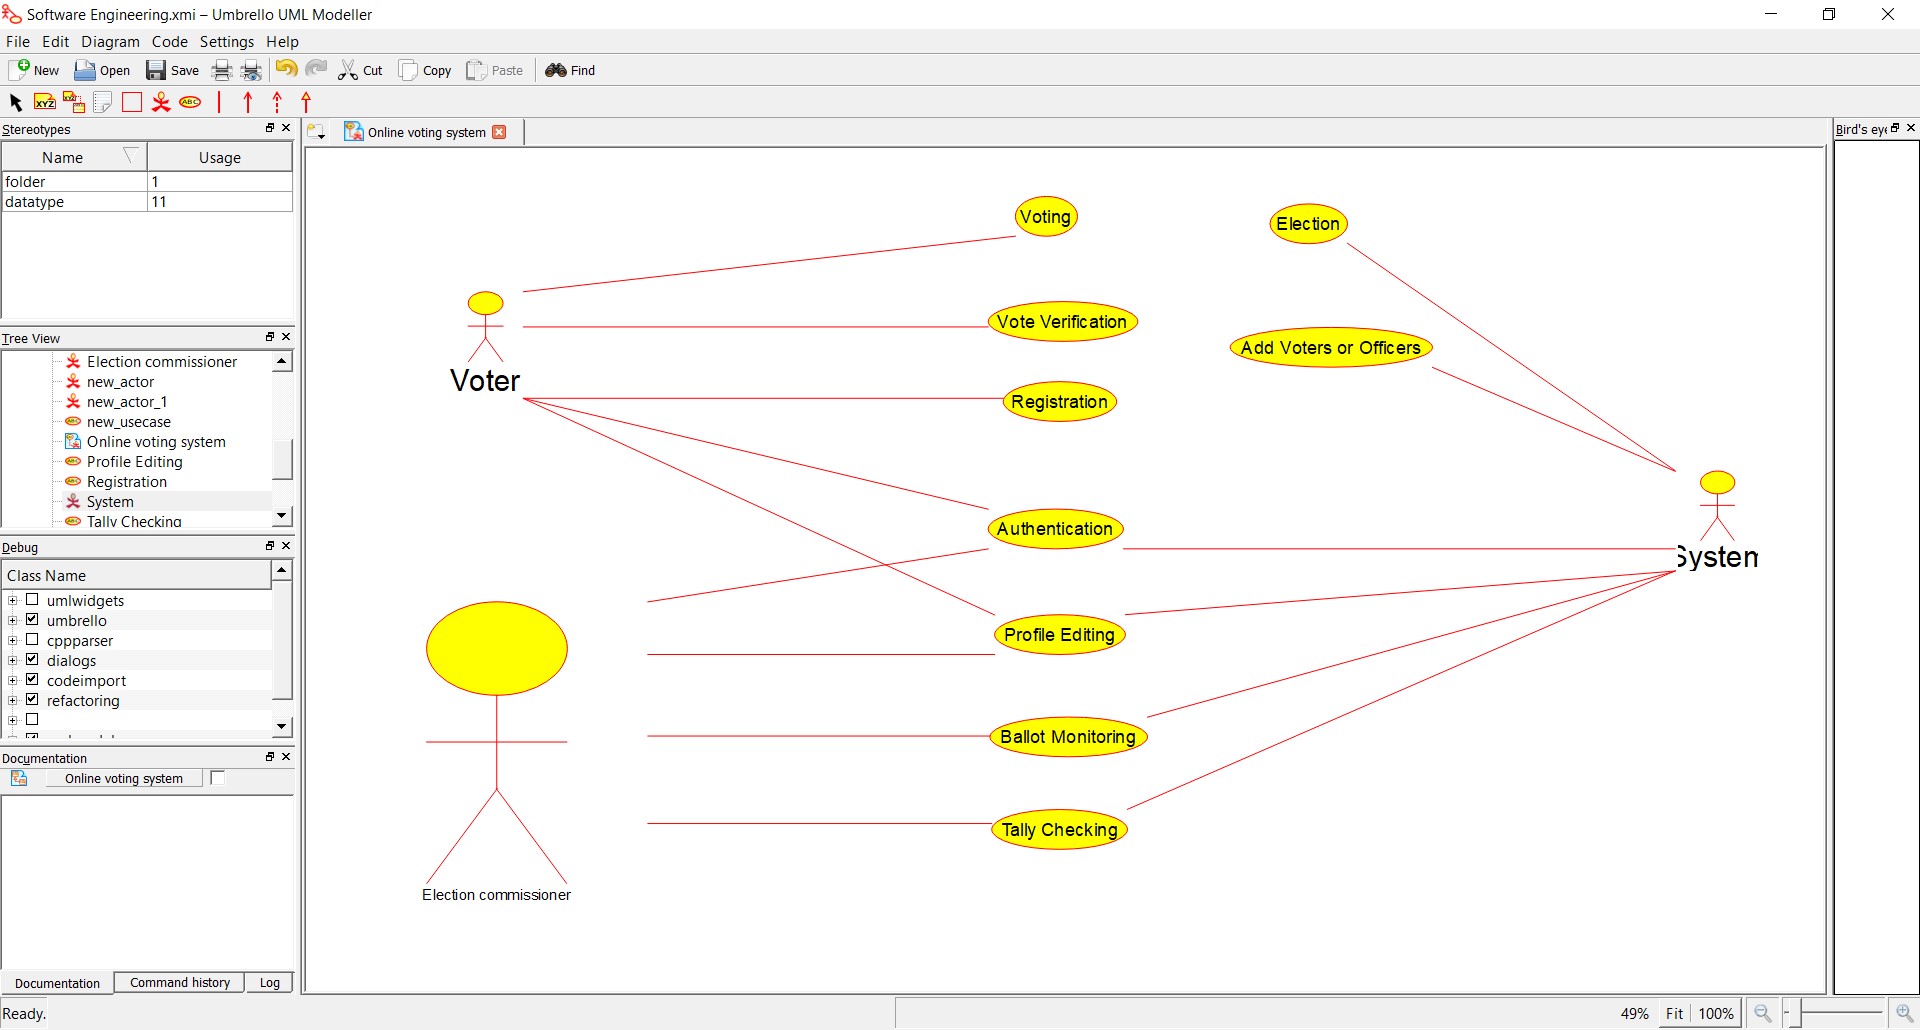 Software Engineering.xmi – Umbrello UML Modeller
File Edit Diagram Code Settings Help
New Open Save Cut Copy Paste Find
XYZ XYZ ABC
Stereotypes
Name Usage
folder 1
datatype 11
Tree View
Election commissioner
new_actor
new_actor_1
new_usecase
Online voting system
Profile Editing
Registration
System
Tally Checking
Debug
Class Name
umlwidgets
umbrello
cppparser
dialogs
codeimport
refactoring
Documentation
Online voting system
Documentation Command history Log
Online voting system
Voting
Election
Vote Verification
Add Voters or Officers
Voter
Registration
Authentication
System
Profile Editing
Ballot Monitoring
Tally Checking
Election commissioner
Bird's eye
Ready.
49% Fit 100%